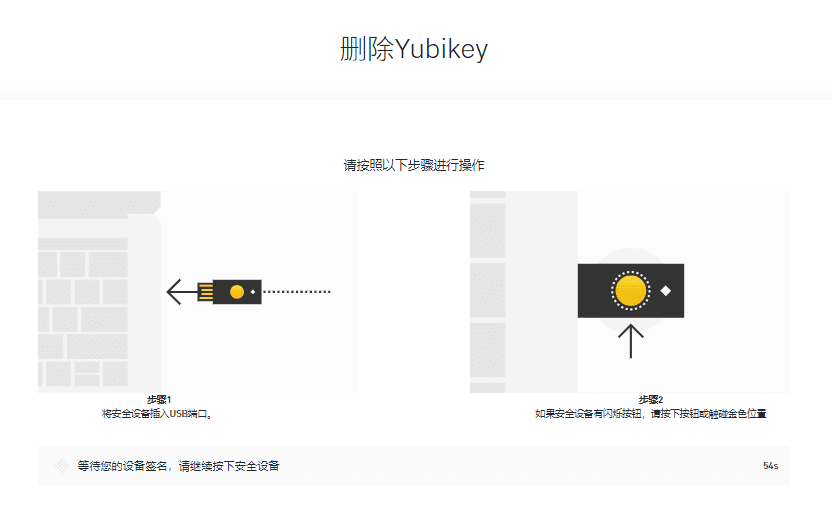 删除Yubikey
请按照以下步骤进行操作
步骤1
将安全设备插入USB端口。
步骤2
如果安全设备有闪烁按钮，请按下按钮或触碰金色位置
等待您的设备签名，请继续按下安全设备
54s